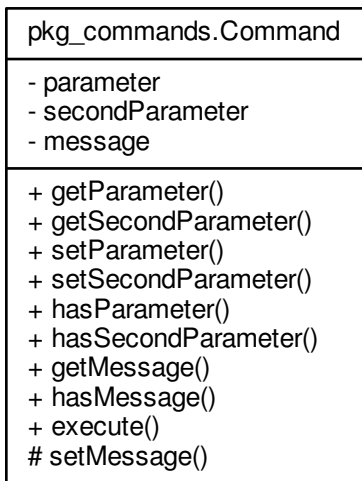 pkg_commands.Command
- parameter
- secondParameter
- message
+ getParameter()
+ getSecondParameter()
+ setParameter()
+ setSecondParameter()
+ hasParameter()
+ hasSecondParameter()
+ getMessage()
+ hasMessage()
+ execute()
# setMessage()